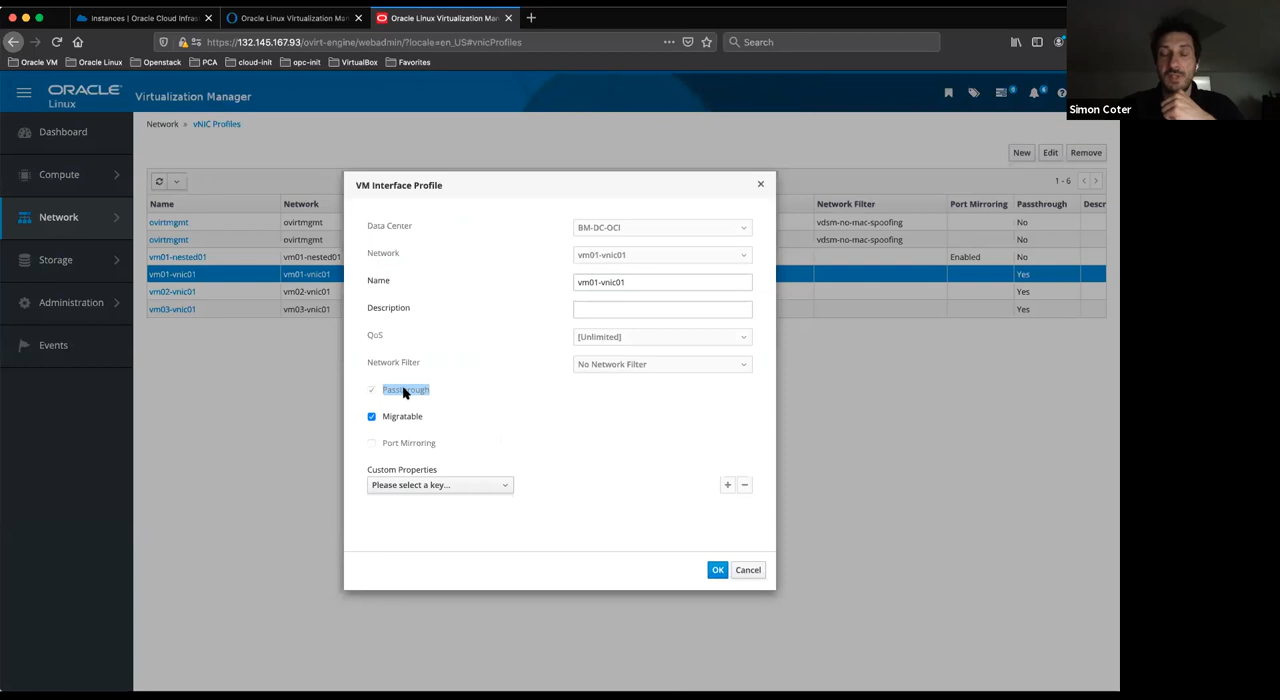 Instances | Oracle Cloud Infrast
Oracle Linux Virtualization Man
Oracle Linux Virtualization Man
https://132.145.167.93/ovirt-engine/webadmin/?locale=en_US#vnicProfiles
Search
Oracle VM
Oracle Linux
Openstack
PCA
cloud-init
opc-init
VirtualBox
Favorites
ORACLE
Linux
Virtualization Manager
Simon Coter
Dashboard
Compute
Network
Storage
Administration
Events
Network » vNIC Profiles
New Edit Remove
1 - 6
Name Network Network Filter Port Mirroring Passthrough Descr
ovirtmgmt ovirtmgmt vdsm-no-mac-spoofing No
ovirtmgmt ovirtmgmt vdsm-no-mac-spoofing No
vm01-nested01 vm01-nested01 Enabled No
vm01-vnic01 vm01-vnic01 Yes
vm02-vnic01 vm02-vnic01 Yes
vm03-vnic01 vm03-vnic01 Yes
VM Interface Profile
Data Center BM-DC-OCI
Network vm01-vnic01
Name vm01-vnic01
Description
QoS [Unlimited]
Network Filter No Network Filter
Passthrough
Migratable
Port Mirroring
Custom Properties
Please select a key...
OK Cancel